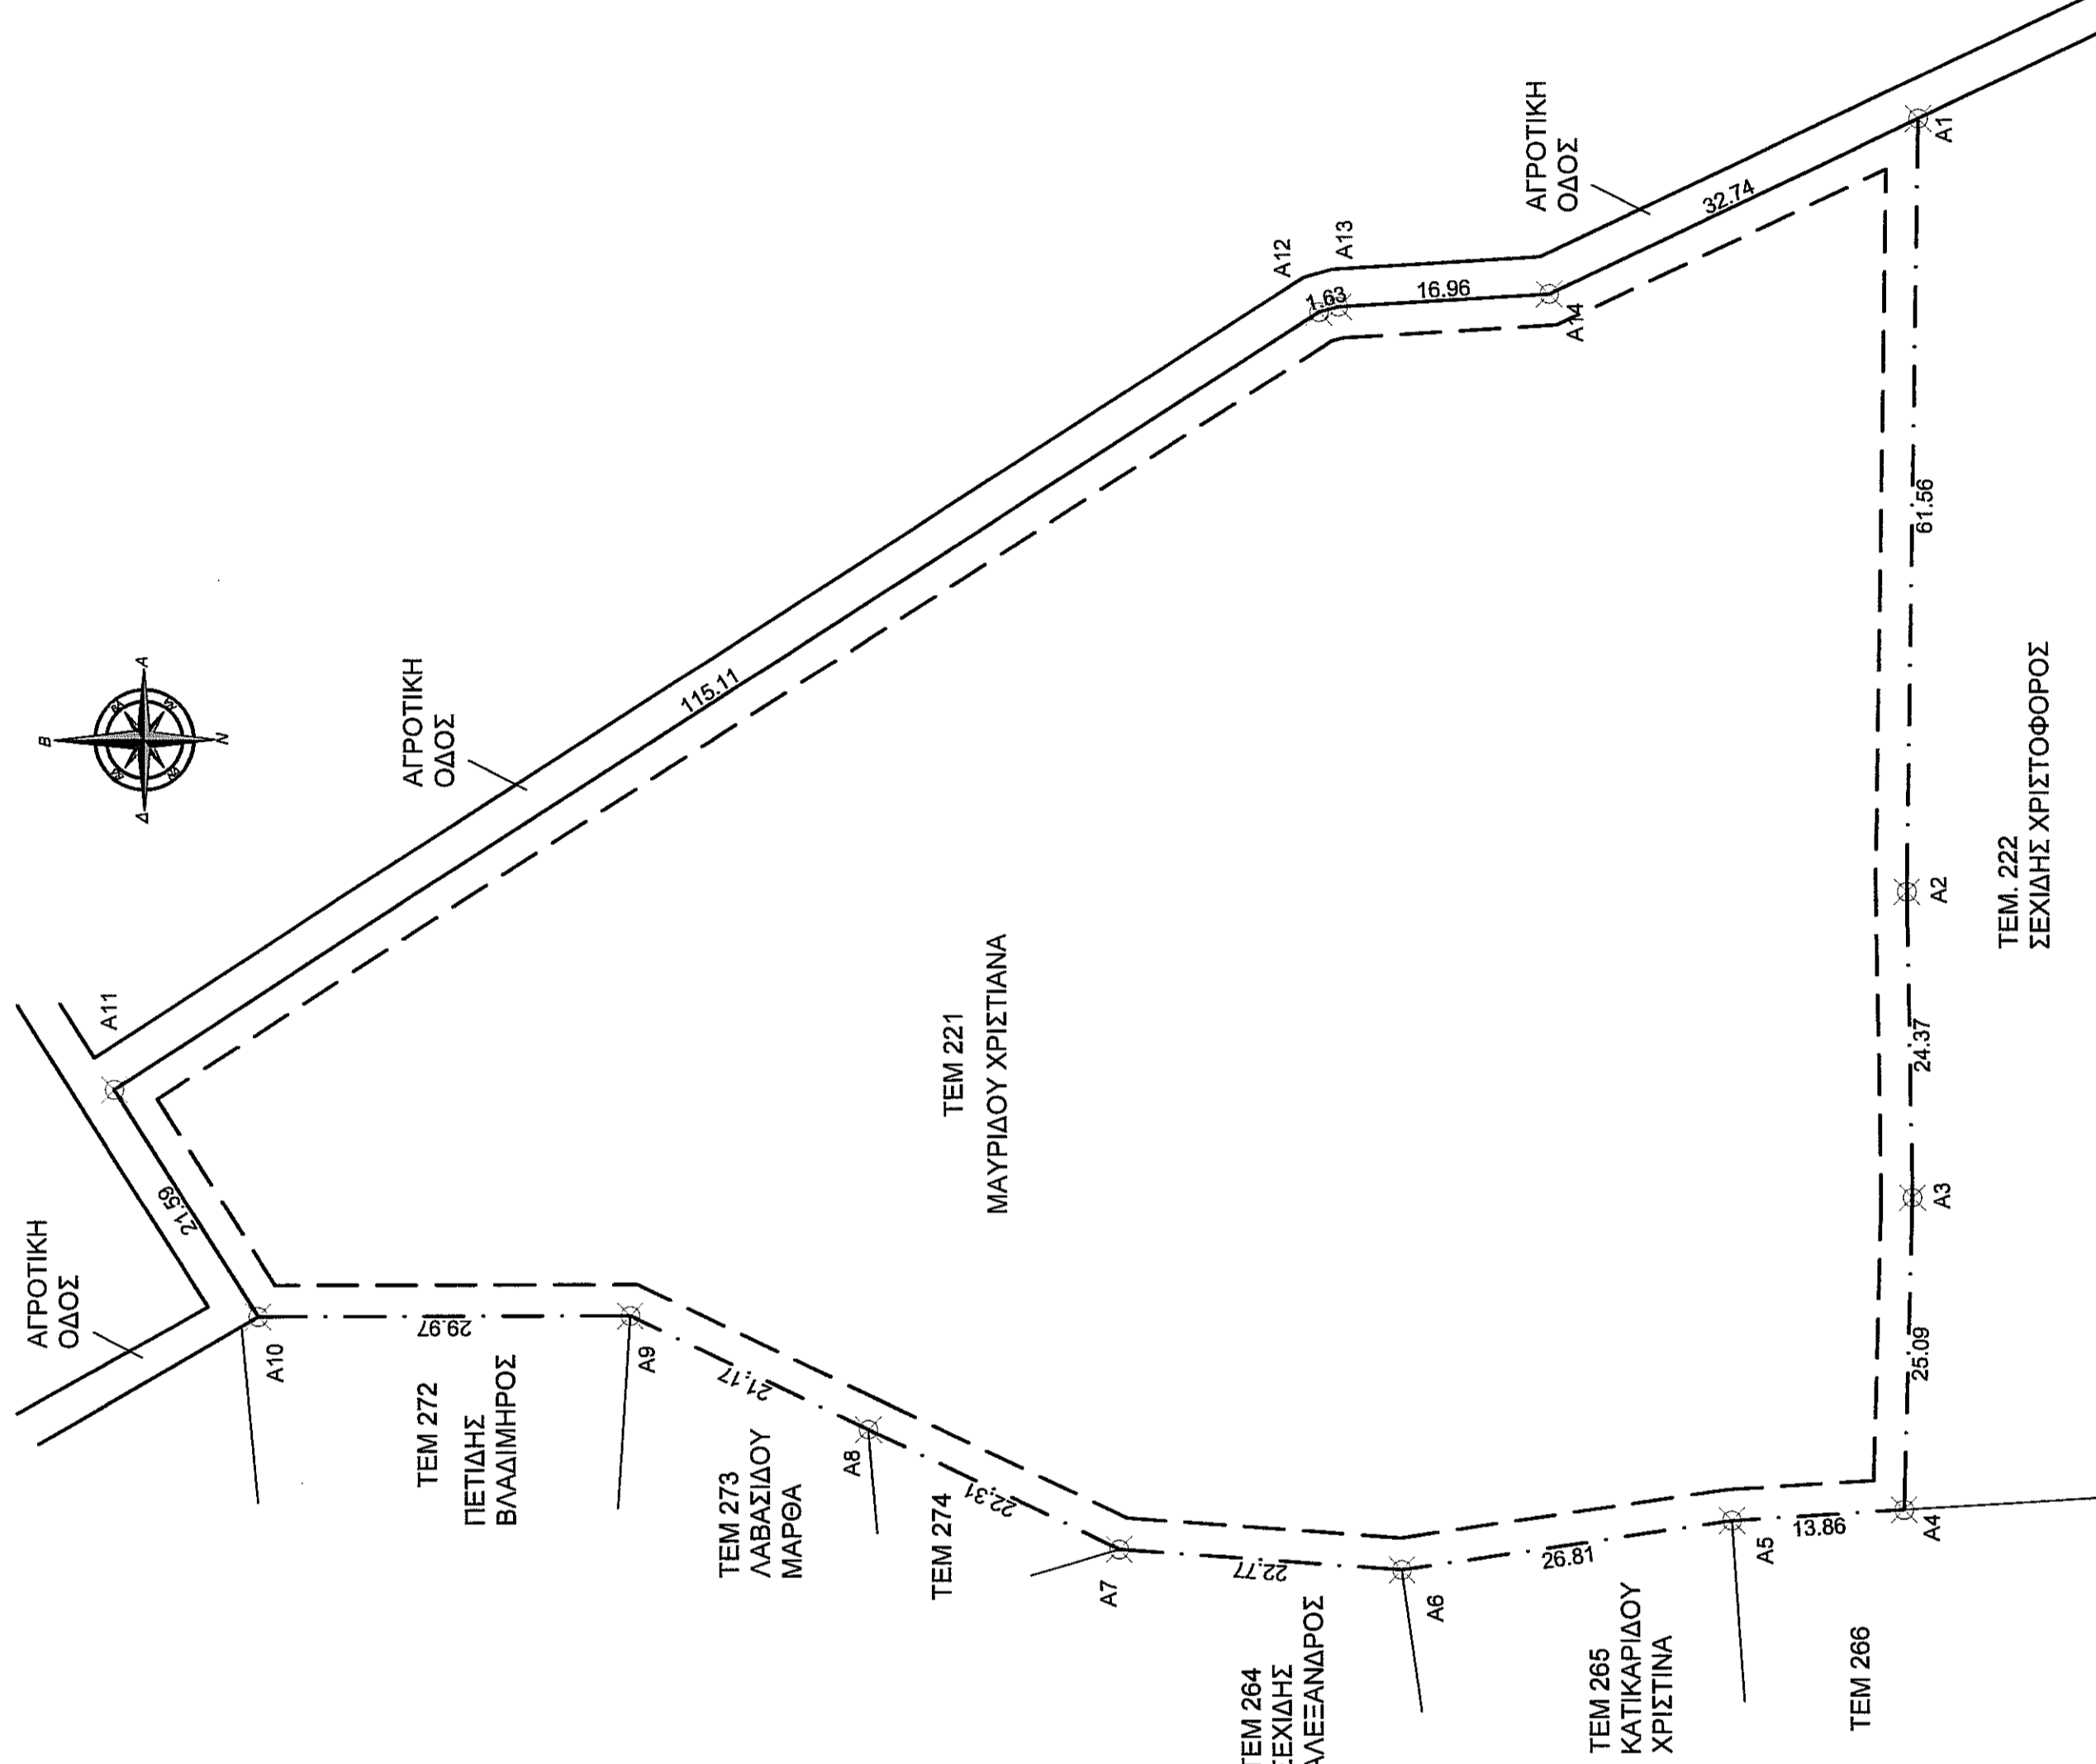 Β
Α
Ν
Δ
ΑΓΡΟΤΙΚΗ
ΟΔΟΣ
ΑΓΡΟΤΙΚΗ
ΟΔΟΣ
ΑΓΡΟΤΙΚΗ
ΟΔΟΣ
A11
21.59
A10
115.11
A12
1.63
A13
16.96
A14
32.74
A1
29.97
ΤΕΜ 272
ΠΕΤΙΔΗΣ
ΒΛΑΔΙΜΗΡΟΣ
A9
21.17
ΤΕΜ 273
ΛΑΒΑΣΙΔΟΥ
ΜΑΡΘΑ
A8
22.31
ΤΕΜ 274
A7
ΤΕΜ 221
ΜΑΥΡΙΔΟΥ ΧΡΙΣΤΙΑΝΑ
22.77
ΤΕΜ 264
ΣΕΧΙΔΗΣ
ΑΛΕΞΑΝΔΡΟΣ
A6
26.81
ΤΕΜ 265
ΚΑΤΙΚΑΡΙΔΟΥ
ΧΡΙΣΤΙΝΑ
A5
13.86
ΤΕΜ 266
A4
25.09
A3
24.37
A2
61.56
ΤΕΜ. 222
ΣΕΧΙΔΗΣ ΧΡΙΣΤΟΦΟΡΟΣ